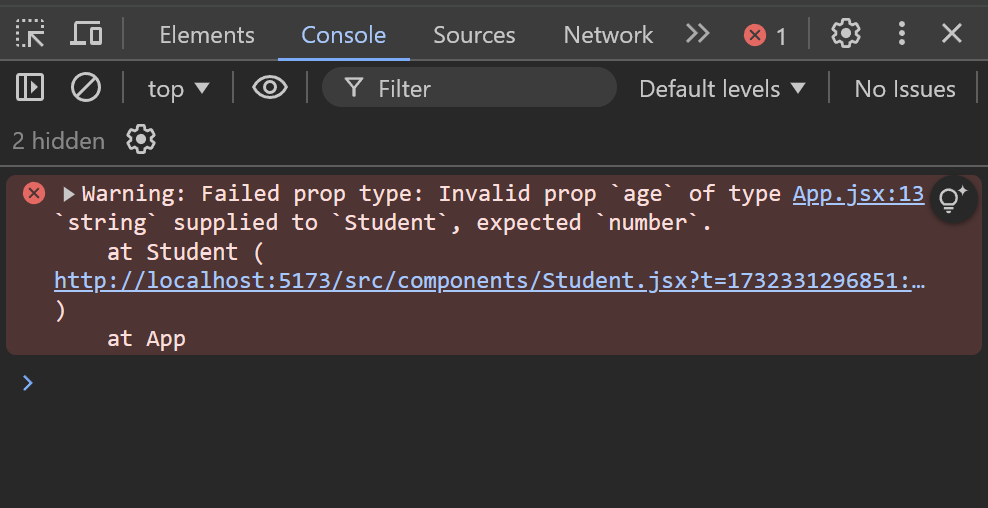 Elements Console Sources Network 1
top Filter Default levels No Issues
2 hidden
Warning: Failed prop type: Invalid prop `age` of type App.jsx:13
`string` supplied to `Student`, expected `number`.
at Student (
http://localhost:5173/src/components/Student.jsx?t=1732331296851:…
)
at App